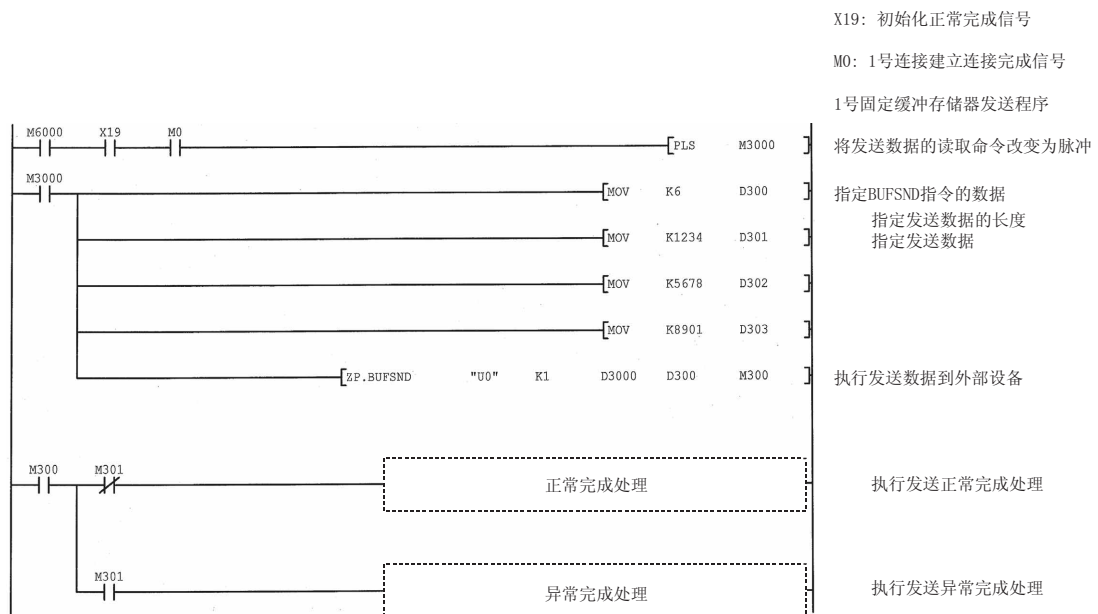 X19: 初始化正常完成信号
M0: 1号连接建立连接完成信号
1号固定缓冲存储器发送程序
M6000 X19 M0
PLS M3000 将发送数据的读取命令改变为脉冲
M3000
MOV K6 D300 指定BUFSND指令的数据
指定发送数据的长度
MOV K1234 D301 指定发送数据
MOV K5678 D302
MOV K8901 D303
ZP.BUFSND "U0" K1 D3000 D300 M300 执行发送数据到外部设备
M300 M301
正常完成处理 执行发送正常完成处理
M301
异常完成处理 执行发送异常完成处理